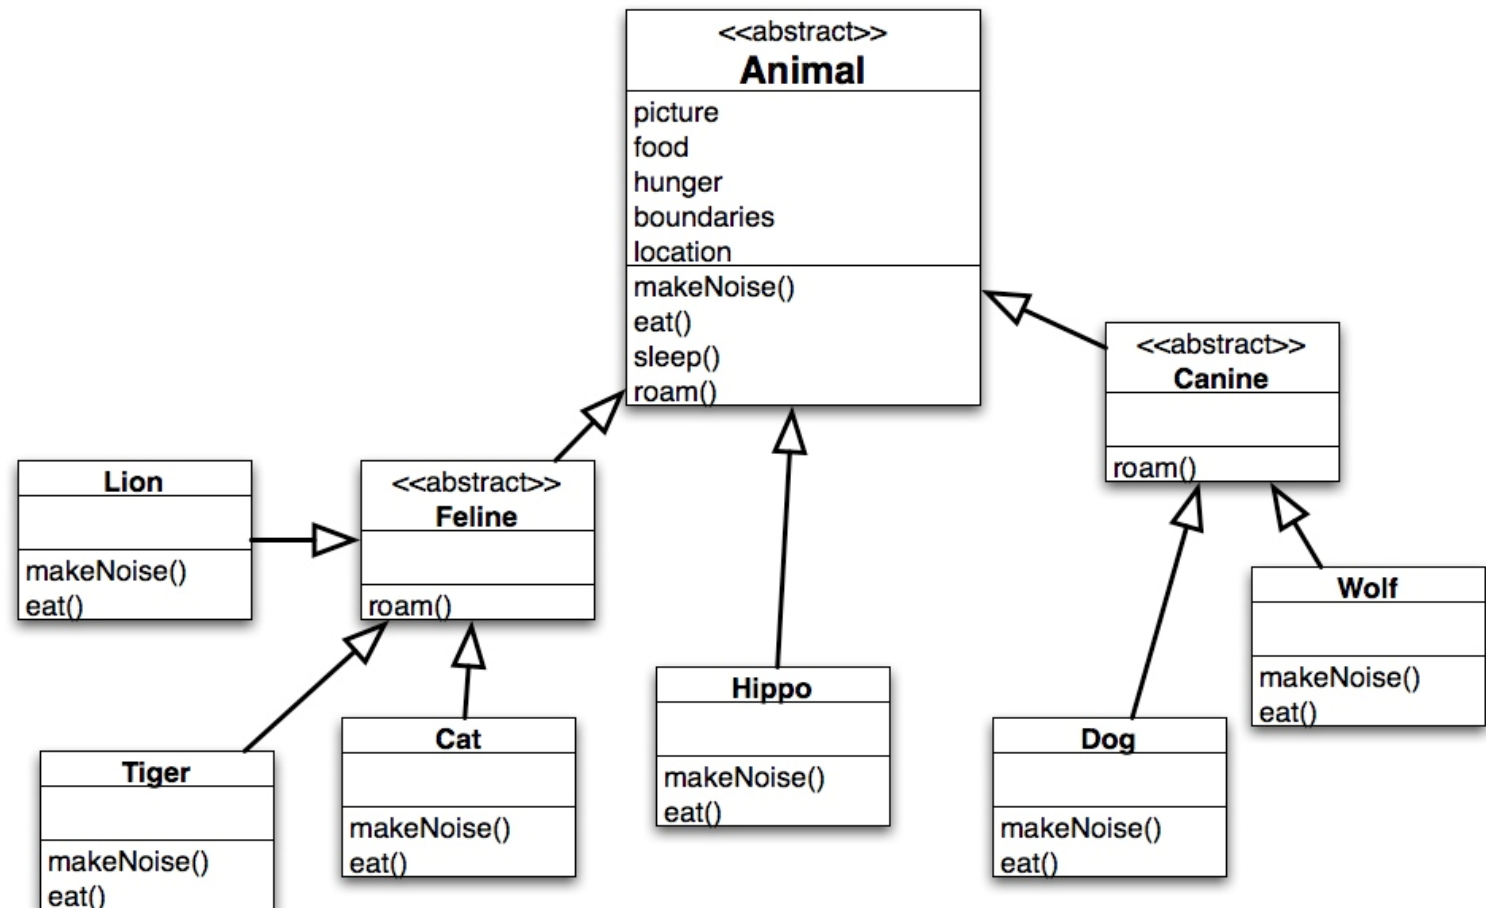 <<abstract>>
Animal
picture
food
hunger
boundaries
location
makeNoise()
eat()
sleep()
roam()
<<abstract>>
Canine
roam()
Lion
makeNoise()
eat()
<<abstract>>
Feline
roam()
Wolf
makeNoise()
eat()
Hippo
makeNoise()
eat()
Cat
makeNoise()
eat()
Dog
makeNoise()
eat()
Tiger
makeNoise()
eat()